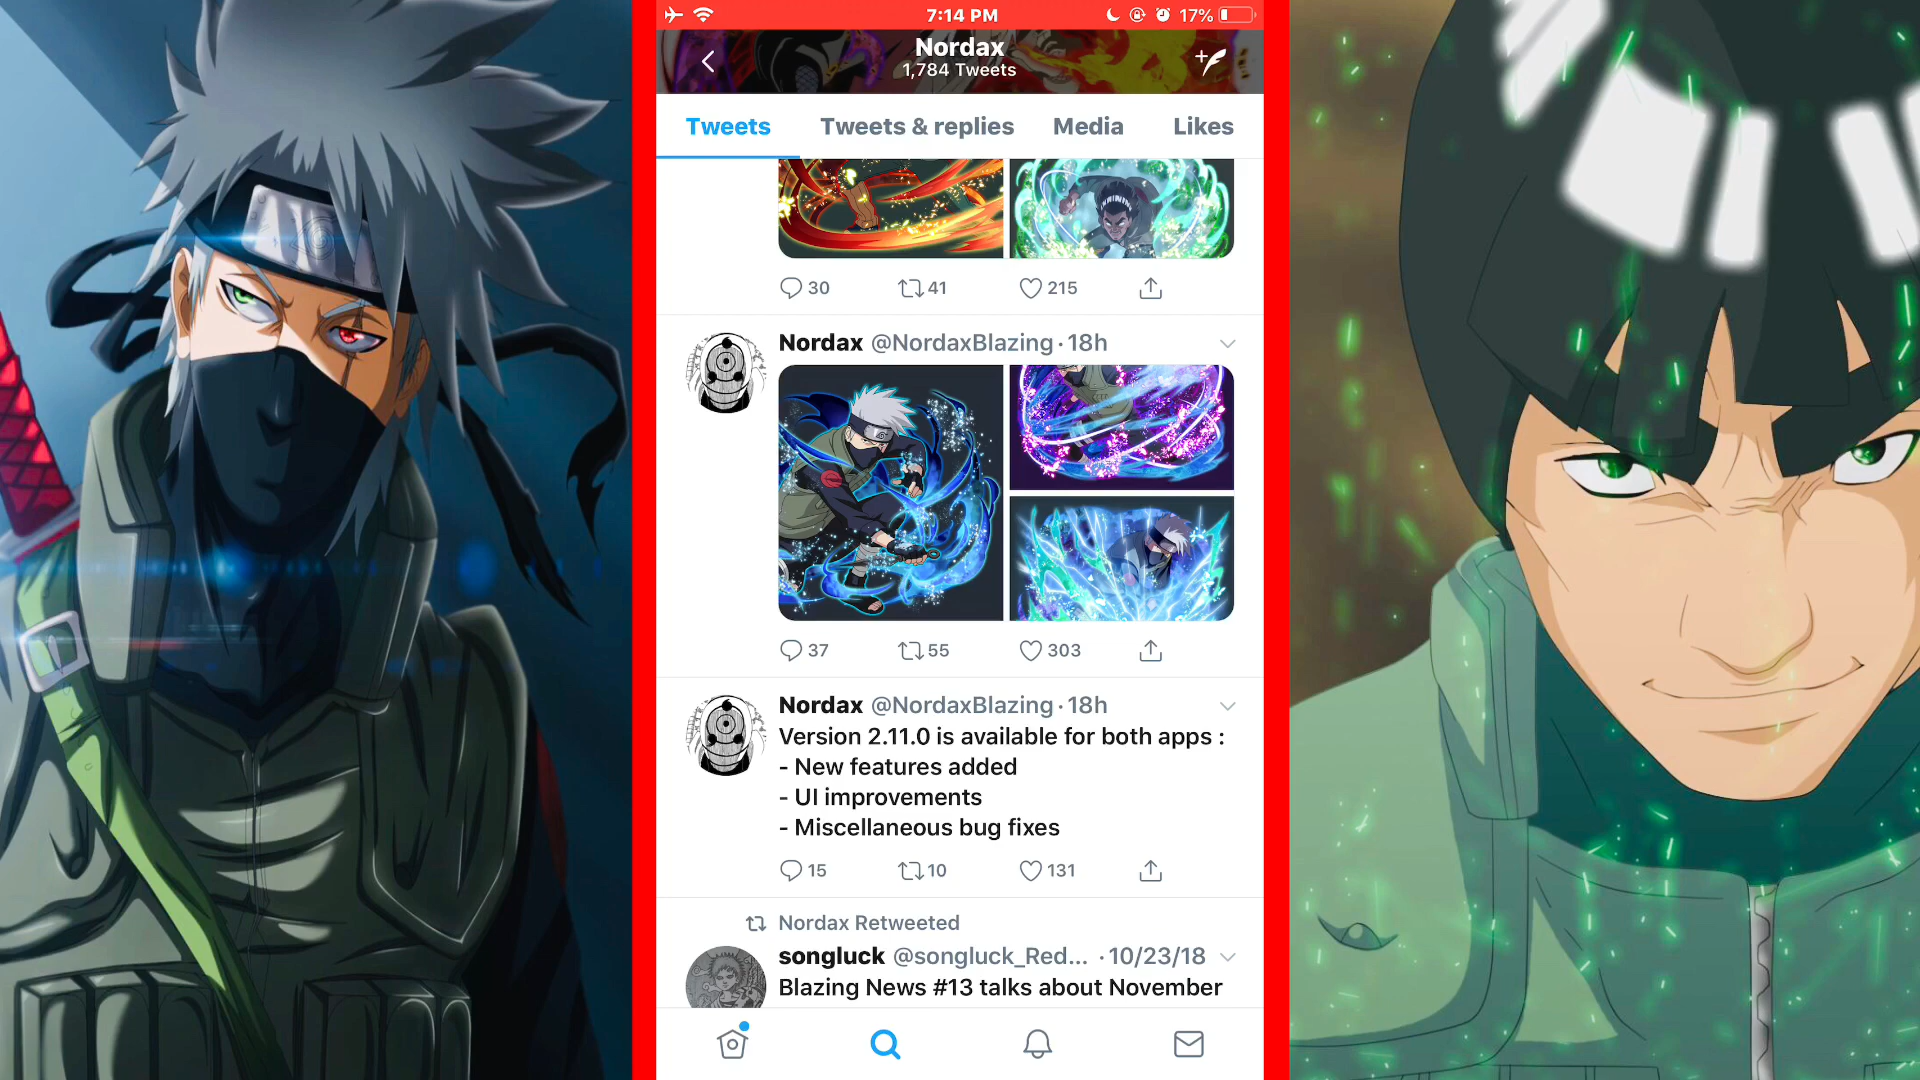 7:14 PM
17%
Nordax
1,784 Tweets
Tweets
Tweets & replies
Media
Likes
30
41
215
Nordax @NordaxBlazing · 18h
37
55
303
Nordax @NordaxBlazing · 18h
Version 2.11.0 is available for both apps :
- New features added
- UI improvements
- Miscellaneous bug fixes
15
10
131
Nordax Retweeted
songluck @songluck_Red... · 10/23/18
Blazing News #13 talks about November